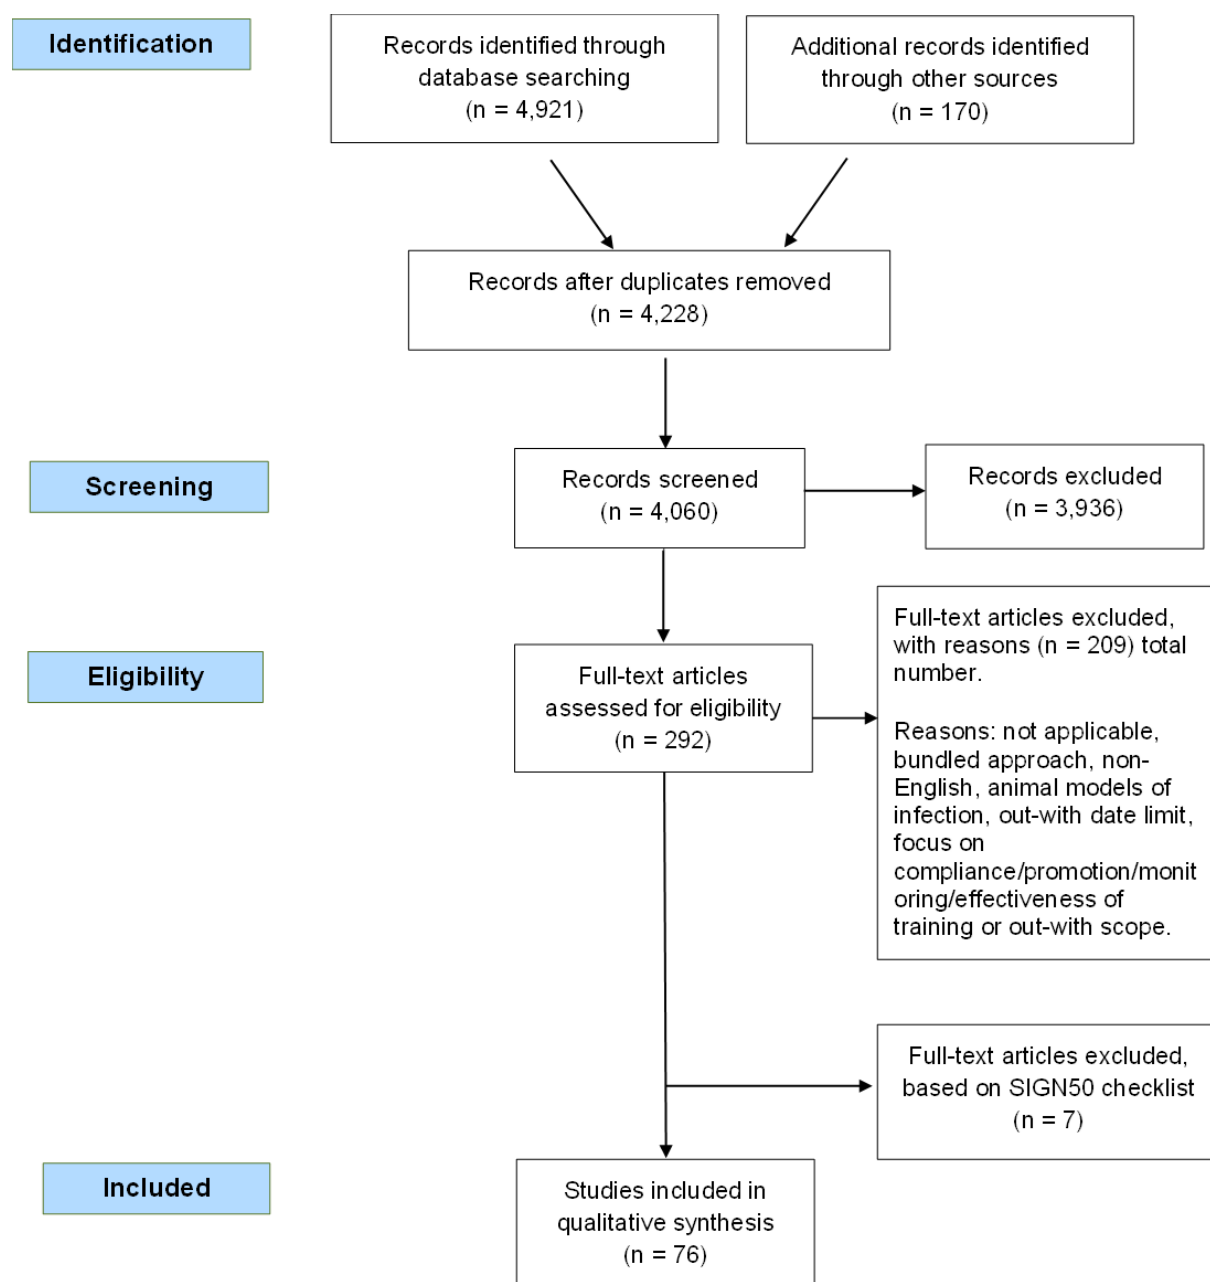 Identification
Records identified through
database searching
(n = 4,921)
Additional records identified
through other sources
(n = 170)
Records after duplicates removed
(n = 4,228)
Screening
Records screened
(n = 4,060)
Records excluded
(n = 3,936)
Eligibility
Full-text articles
assessed for eligibility
(n = 292)
Full-text articles excluded,
with reasons (n = 209) total
number.
Reasons: not applicable,
bundled approach, non-
English, animal models of
infection, out-with date limit,
focus on
compliance/promotion/monit
oring/effectiveness of
training or out-with scope.
Full-text articles excluded,
based on SIGN50 checklist
(n = 7)
Included
Studies included in
qualitative synthesis
(n = 76)